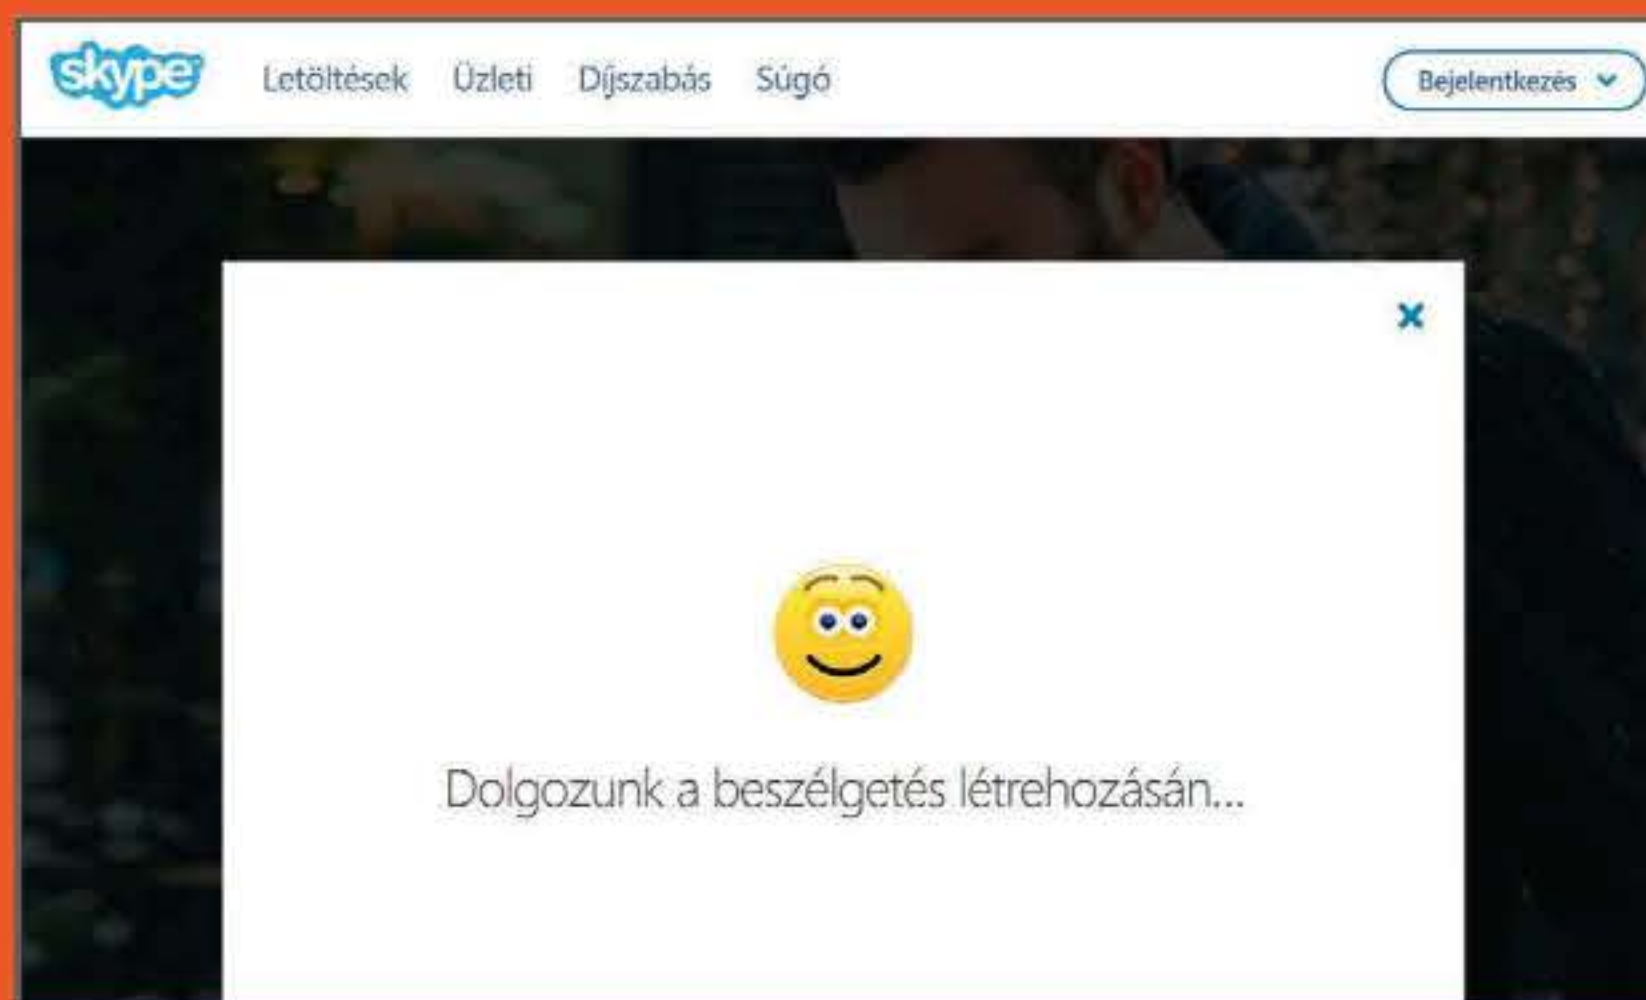 skype
Letöltések Üzleti Díjszabás Súgó
Bejelentkezés
Dolgozunk a beszélgetés létrehozásán...